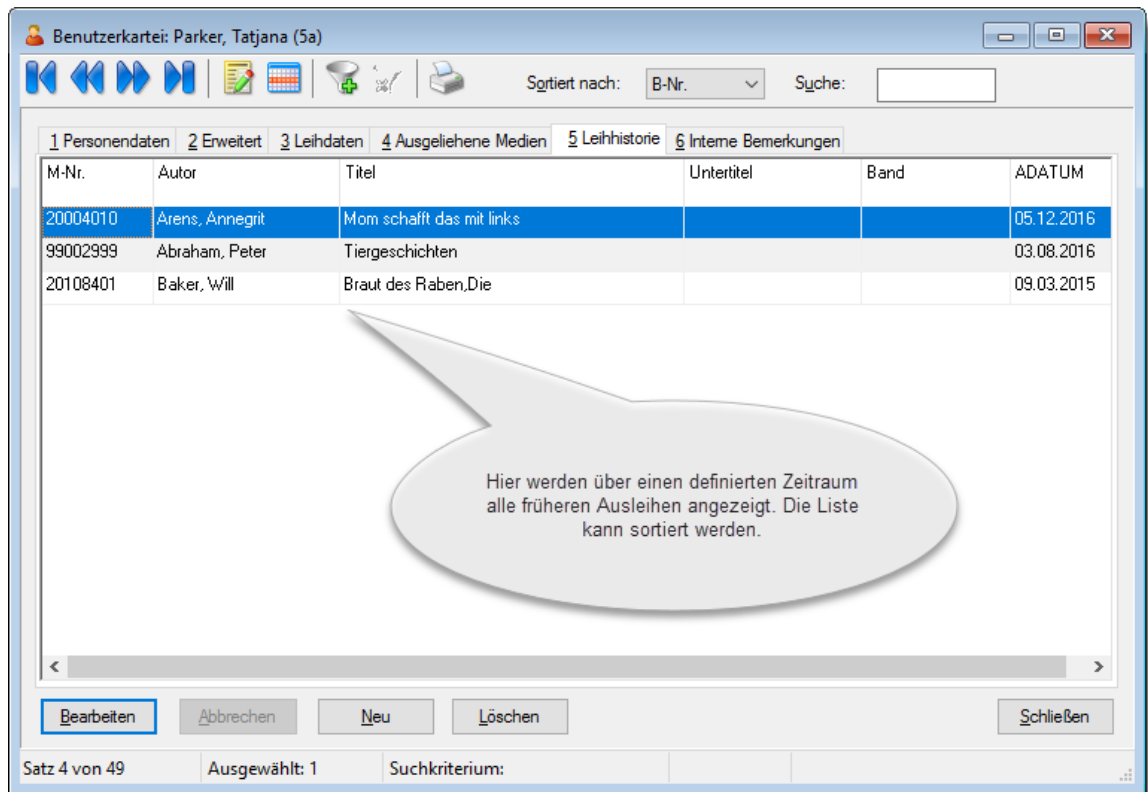 Benutzerkartei: Parker, Tatjana (5a)
Sortiert nach: B-Nr. Suche:
1 Personendaten 2 Erweitert 3 Leihdaten 4 Ausgeliehene Medien 5 Leihhistorie 6 Interne Bemerkungen
M-Nr. Autor Titel Untertitel Band ADATUM
20004010 Arens, Annegrit Mom schafft das mit links 05.12.2016
99002999 Abraham, Peter Tiergeschichten 03.08.2016
20108401 Baker, Will Braut des Raben,Die 09.03.2015
Hier werden über einen definierten Zeitraum
alle früheren Ausleihen angezeigt. Die Liste
kann sortiert werden.
Bearbeiten Abbrechen Neu Löschen Schließen
Satz 4 von 49 Ausgewählt: 1 Suchkriterium: